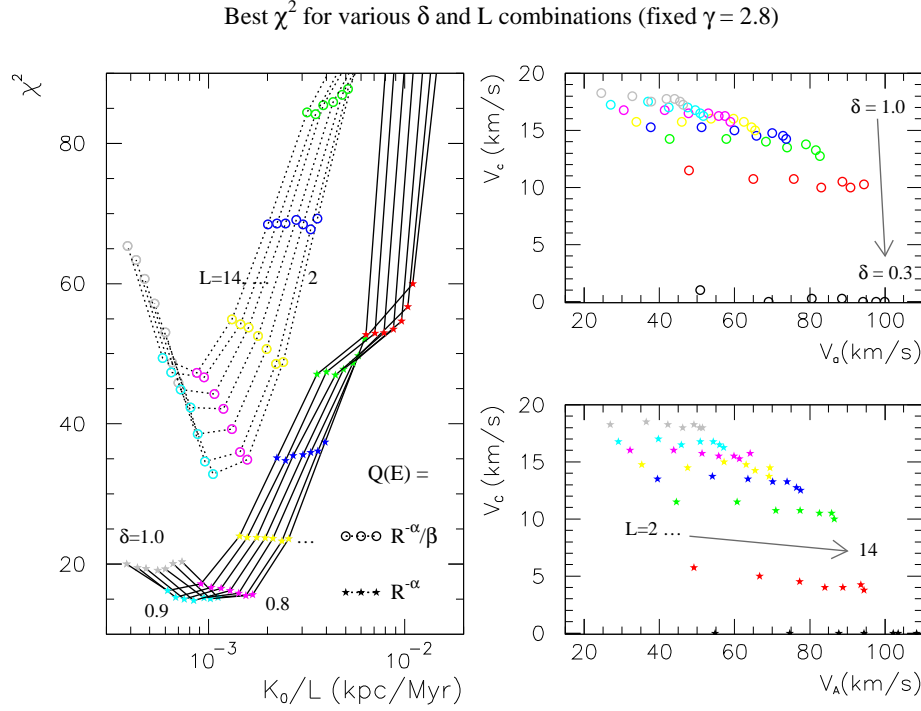 Best χ² for various δ and L combinations (fixed γ = 2.8)
χ²
80
60
40
20
10⁻³
10⁻²
K₀/L (kpc/Myr)
L=14, ...
2
Q(E) =
R^-α/β
R^-α
δ=1.0
0.9
0.8
...
V_c (km/s)
20
15
10
5
0
20
40
60
80
100
V_a(km/s)
δ = 1.0
δ = 0.3
V_C (km/s)
20
15
10
5
0
20
40
60
80
100
V_A(km/s)
L=2 ...
14